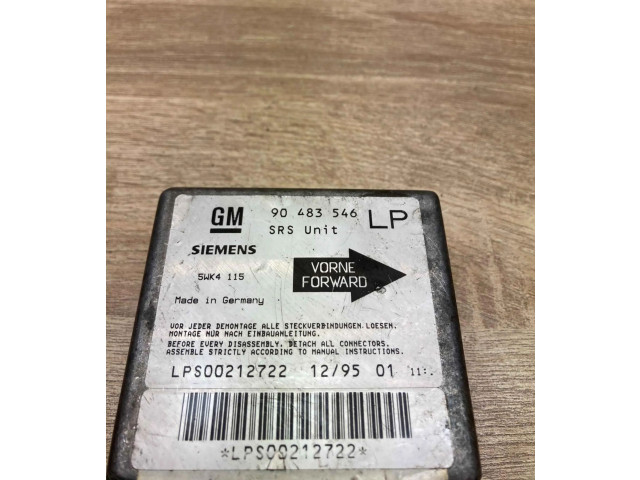 GM 90 483 546 LP
SRS Unit
SIEMENS
VORNE
FORWARD
5WK4 115
Made in Germany
VOR JEDER DEMONTAGE ALLE STECKVERBINDUNGEN LOESEN.
MONTAGE NUR NACH EINBAUANLEITUNG.
BEFORE EVERY DISASSEMBLY, DETACH ALL CONNECTORS.
ASSEMBLE STRICTLY ACCORDING TO MANUAL INSTRUCTIONS.
LPS00212722 12/95 01 11:.
*LPS00212722*